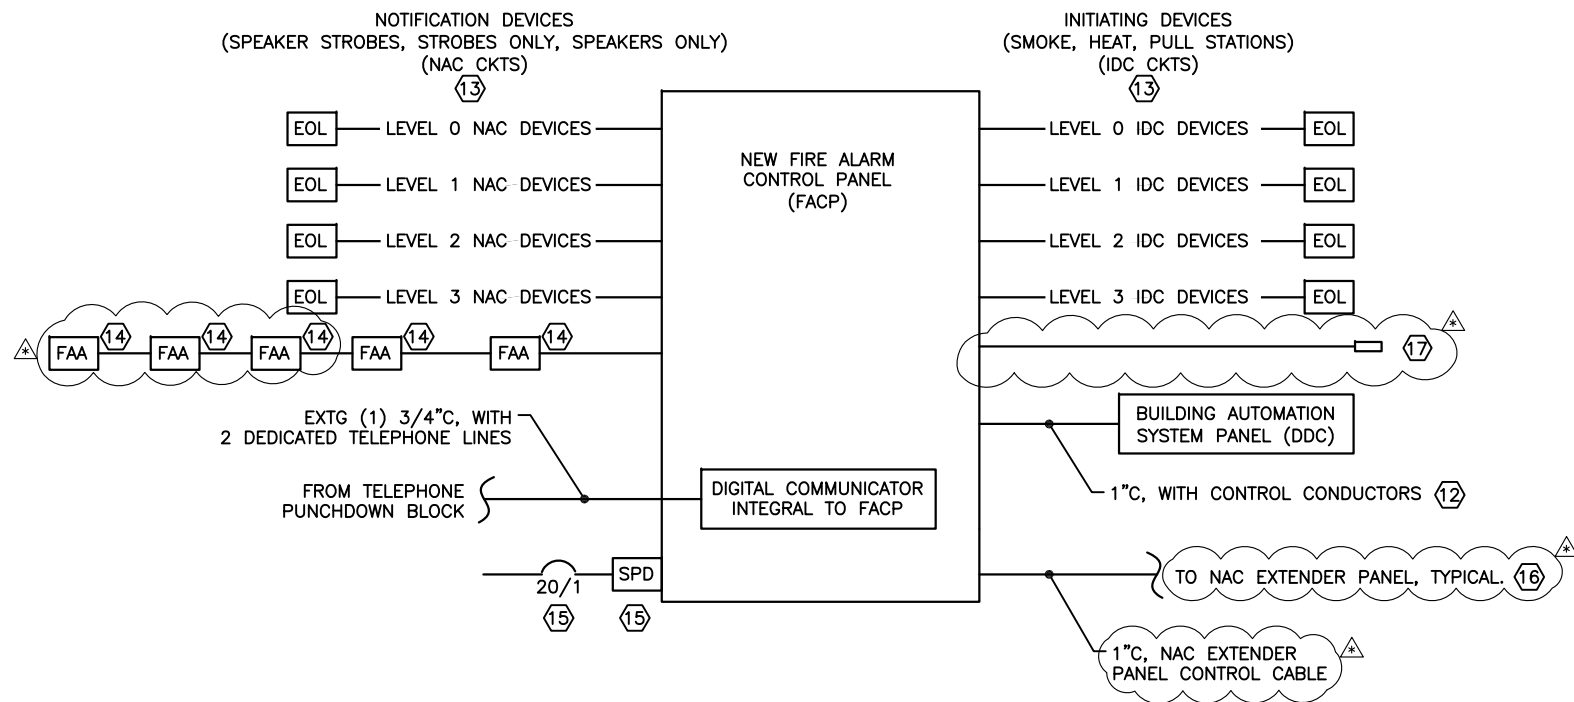 NOTIFICATION DEVICES
(SPEAKER STROBES, STROBES ONLY, SPEAKERS ONLY)
(NAC CKTS)
13
INITIATING DEVICES
(SMOKE, HEAT, PULL STATIONS)
(IDC CKTS)
13
EOL LEVEL 0 NAC DEVICES
EOL LEVEL 1 NAC DEVICES
EOL LEVEL 2 NAC DEVICES
EOL LEVEL 3 NAC DEVICES
* FAA 14 FAA 14 FAA 14 FAA 14 FAA 14
NEW FIRE ALARM
CONTROL PANEL
(FACP)
LEVEL 0 IDC DEVICES EOL
LEVEL 1 IDC DEVICES EOL
LEVEL 2 IDC DEVICES EOL
LEVEL 3 IDC DEVICES EOL
*
17
EXTG (1) 3/4"C, WITH
2 DEDICATED TELEPHONE LINES
FROM TELEPHONE
PUNCHDOWN BLOCK
DIGITAL COMMUNICATOR
INTEGRAL TO FACP
BUILDING AUTOMATION
SYSTEM PANEL (DDC)
1"C, WITH CONTROL CONDUCTORS 12
20/1 SPD
15 15
*
TO NAC EXTENDER PANEL, TYPICAL. 16
1"C, NAC EXTENDER *
PANEL CONTROL CABLE